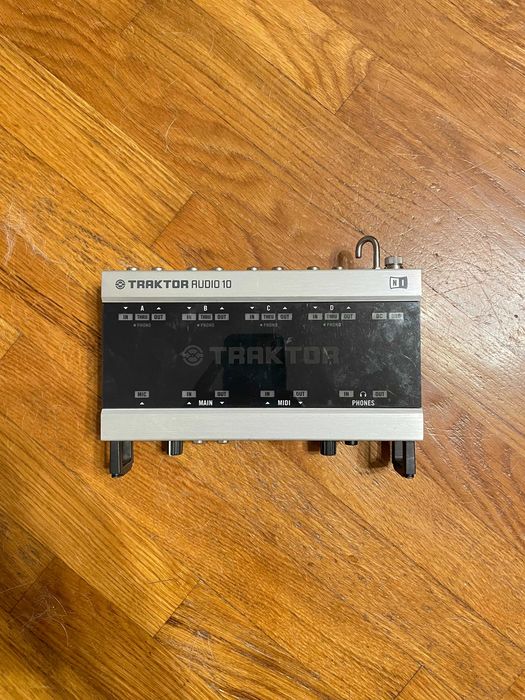 TRAKTOR AUDIO 10 NI
A B C D
IN THRU OUT IN THRU OUT IN THRU OUT IN THRU OUT DC USB
PHONO PHONO PHONO PHONO
TRAKTOR
MIC IN OUT IN OUT IN OUT
MAIN MIDI PHONES